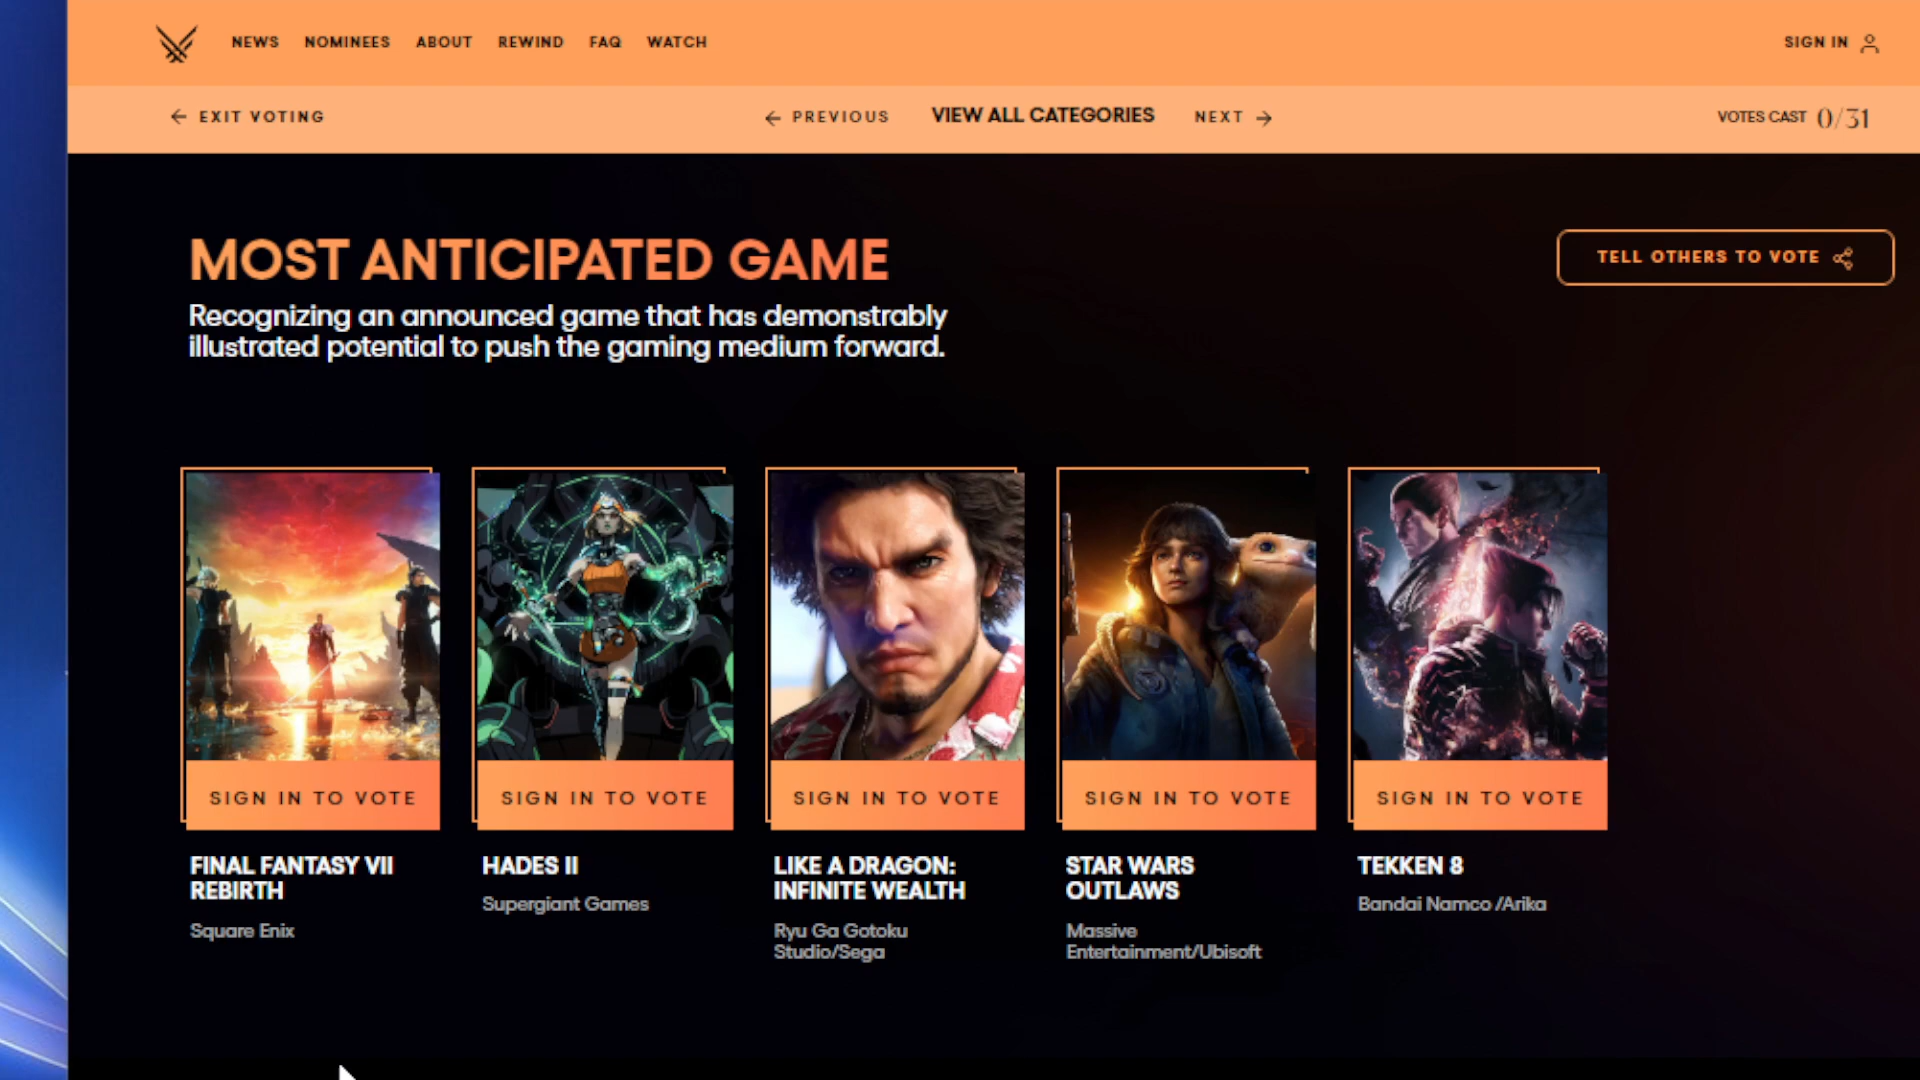 NEWS NOMINEES ABOUT REWIND FAQ WATCH SIGN IN
EXIT VOTING PREVIOUS VIEW ALL CATEGORIES NEXT VOTES CAST 0/31
MOST ANTICIPATED GAME
TELL OTHERS TO VOTE
Recognizing an announced game that has demonstrably
illustrated potential to push the gaming medium forward.
SIGN IN TO VOTE
FINAL FANTASY VII
REBIRTH
Square Enix
SIGN IN TO VOTE
HADES II
Supergiant Games
SIGN IN TO VOTE
LIKE A DRAGON:
INFINITE WEALTH
Ryu Ga Gotoku
Studio/Sega
SIGN IN TO VOTE
STAR WARS
OUTLAWS
Massive
Entertainment/Ubisoft
SIGN IN TO VOTE
TEKKEN 8
Bandai Namco /Arika